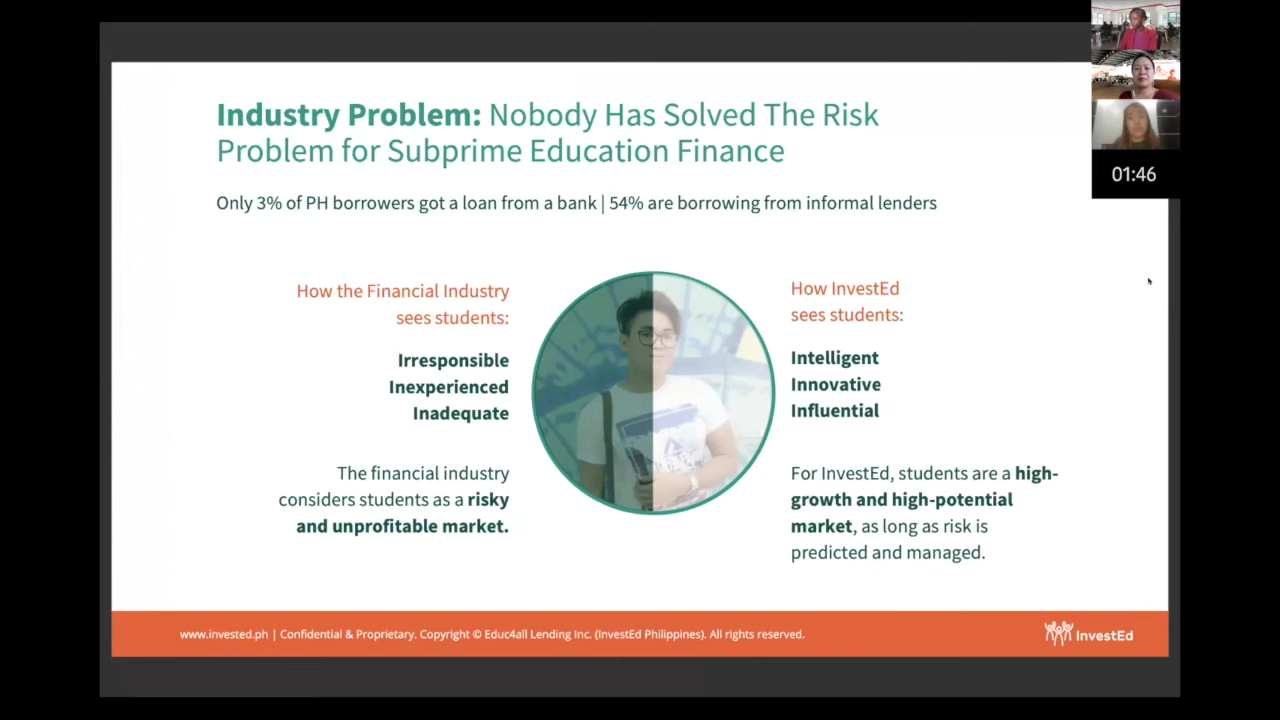 Industry Problem: Nobody Has Solved The Risk
Problem for Subprime Education Finance
Only 3% of PH borrowers got a loan from a bank | 54% are borrowing from informal lenders
How the Financial Industry
sees students:
Irresponsible
Inexperienced
Inadequate
The financial industry
considers students as a risky
and unprofitable market.
How InvestEd
sees students:
Intelligent
Innovative
Influential
For InvestEd, students are a high-
growth and high-potential
market, as long as risk is
predicted and managed.
www.invested.ph | Confidential & Proprietary. Copyright © Educ4all Lending Inc. (InvestEd Philippines). All rights reserved.
InvestEd
01:46